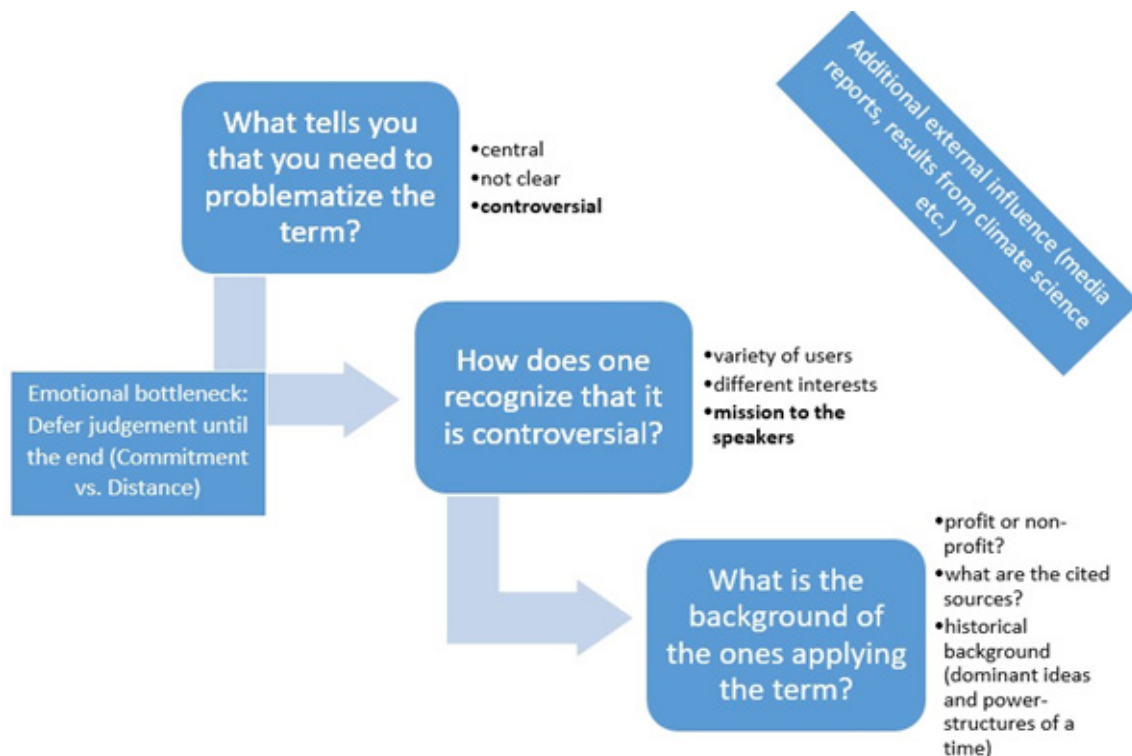 What tells you
that you need to
problematize the
term?
•central
•not clear
•controversial
Additional external influence (media
reports, results from climate science
etc.)
How does one
recognize that it
is controversial?
•variety of users
•different interests
•mission to the
speakers
Emotional bottleneck:
Defer judgement until
the end (Commitment
vs. Distance)
What is the
background of
the ones applying
the term?
•profit or non-
profit?
•what are the cited
sources?
•historical
background
(dominant ideas
and power-
structures of a
time)